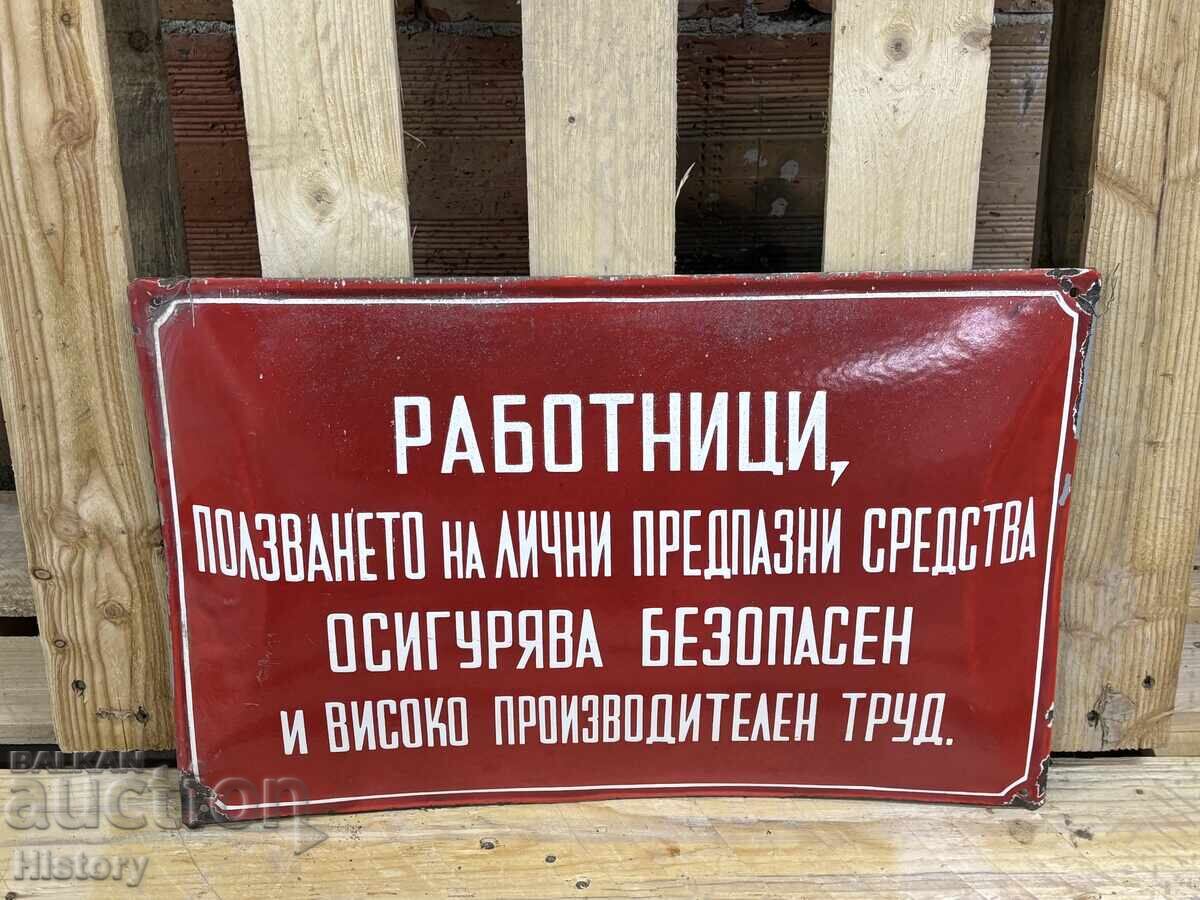 РАБОТНИЦИ,
ПОЛЗВАНЕТО НА ЛИЧНИ ПРЕДПАЗНИ СРЕДСТВА
ОСИГУРЯВА БЕЗОПАСЕН
И ВИСОКО ПРОИЗВОДИТЕЛЕН ТРУД.
BALKAN
auction
History